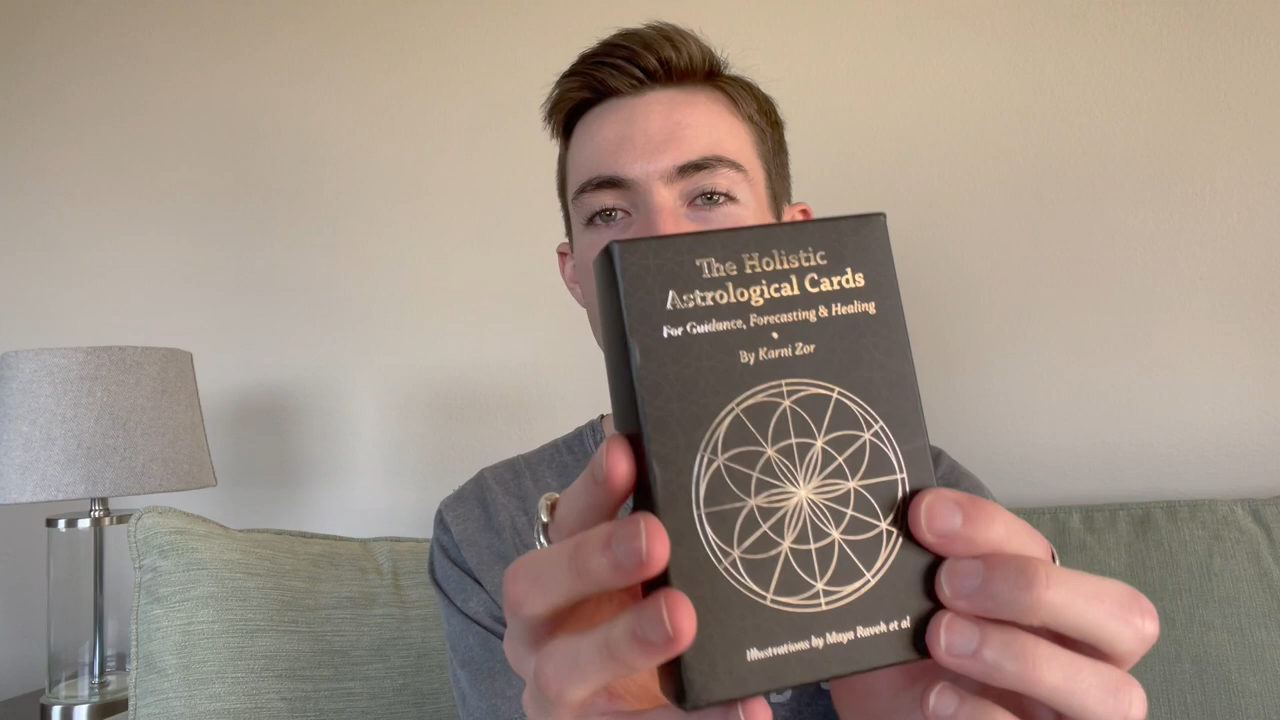 The Holistic
Astrological Cards
For Guidance, Forecasting & Healing
By Karni Zor
Illustrations by Maya Raveh et al